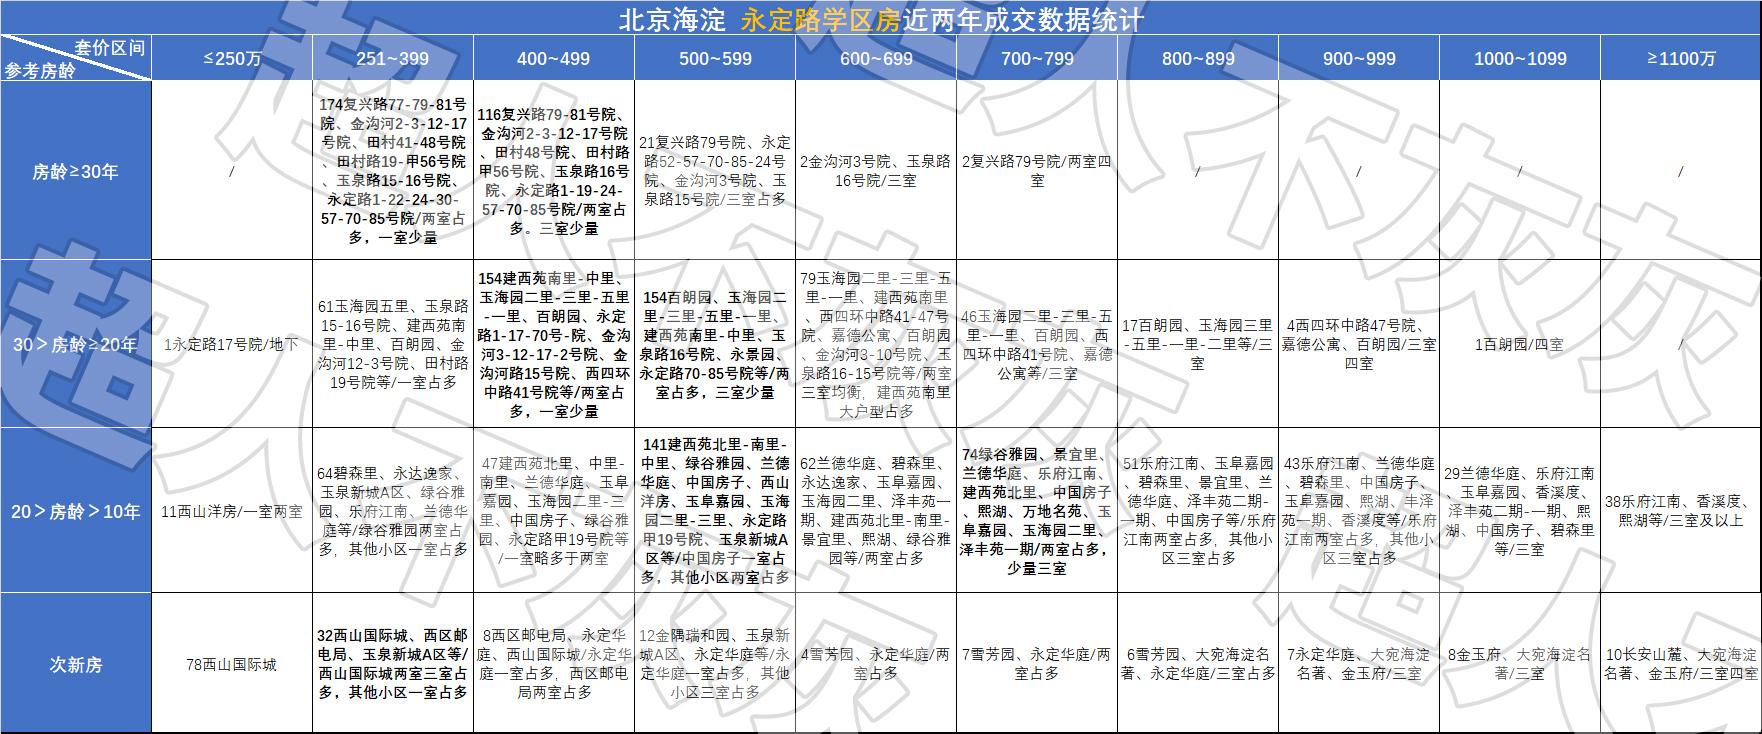 北京海淀 永定路学区房近两年成交数据统计
套价区间
参考房龄
≤250万
251~399
400~499
500~599
600~699
700~799
800~899
900~999
1000~1099
≥1100万
房龄≥30年
/
174复兴路77-79-81号
院、金沟河2-3-12-17
号院、田村41-48号院
、田村路19-甲56号院
、玉泉路15-16号院、
永定路1-22-24-30-
57-70-85号院/两室占
多，一室少量
116复兴路79-81号院、
金沟河2-3-12-17号院
、田村48号院、田村路
甲56号院、玉泉路16号
院、永定路1-19-24-
57-70-85号院/两室占
多。三室少量
21复兴路79号院、永定
路52-57-70-85-24号
院、金沟河3号院、玉
泉路15号院/三室占多
2金沟河3号院、玉泉路
16号院/三室
2复兴路79号院/两室四
室
/
/
/
/
30＞房龄≥20年
1永定路17号院/地下
61玉海园五里、玉泉路
15-16号院、建西苑南
里-中里、百朗园、金
沟河12-3号院、田村路
19号院等/一室占多
154建西苑南里-中里、
玉海园二里-三里-五里
-一里、百朗园、永定
路1-17-70号-院、金沟
河3-12-17-2号院、金
沟河路15号院、西四环
中路41号院等/两室占
多，一室少量
154百朗园、玉海园二
里-三里-五里-一里、
建西苑南里-中里、玉
泉路16号院、永景园、
永定路70-85号院等/两
室占多，三室少量
79玉海园二里-三里-五
里-一里、建西苑南里
、西四环中路41-47号
院、嘉德公寓、百朗园
、金沟河3-10号院、玉
泉路16-15号院等/两室
三室均衡，建西苑南里
大户型占多
46玉海园二里-三里-五
里-一里、百朗园、西
四环中路41号院、嘉德
公寓等/三室
17百朗园、玉海园三里
-五里-一里-二里等/三
室
4西四环中路47号院、
嘉德公寓、百朗园/三室
四室
1百朗园/四室
/
20＞房龄＞10年
11西山洋房/一室两室
64碧森里、永达逸家、
玉泉新城A区、绿谷雅
园、乐府江南、兰德华
庭等/绿谷雅园两室占
多，其他小区一室占多
47建西苑北里、中里-
南里、兰德华庭、玉阜
嘉园、玉海园二里-三
里、中国房子、绿谷雅
园、永定路甲19号院等
/一室略多于两室
141建西苑北里-南里-
中里、绿谷雅园、兰德
华庭、中国房子、西山
洋房、玉阜嘉园、玉海
园二里-三里、永定路
甲19号院、玉泉新城A
区等/中国房子一室占
多，其他小区两室占多
62兰德华庭、碧森里、
永达逸家、玉阜嘉园、
玉海园二里、泽丰苑一
期、建西苑北里-南里-
景宜里、熙湖、绿谷雅
园等/两室占多
74绿谷雅园、景宜里、
兰德华庭、乐府江南、
建西苑北里、中国房子
、熙湖、万地名苑、玉
阜嘉园、玉海园二里、
泽丰苑一期/两室占多，
少量三室
51乐府江南、玉阜嘉园
、碧森里、景宜里、兰
德华庭、泽丰苑二期-
一期、中国房子等/乐府
江南两室占多，其他小
区三室占多
43乐府江南、兰德华庭
、碧森里、中国房子、
玉阜嘉园、熙湖、丰泽
苑一期、香溪度等/乐府
江南两室占多，其他小
区三室占多
29兰德华庭、乐府江南
、玉阜嘉园、香溪度、
泽丰苑二期-一期、熙
湖、中国房子、碧森里
等/三室
38乐府江南、香溪度、
熙湖等/三室及以上
次新房
78西山国际城
32西山国际城、西区邮
电局、玉泉新城A区等/
西山国际城两室三室占
多，其他小区一室占多
8西区邮电局、永定华
庭、西山国际城/永定华
庭一室占多，西区邮电
局两室占多
12金隅瑞和园、玉泉新
城A区、永定华庭等/永
定华庭一室占多，其他
小区三室占多
4雪芳园、永定华庭/两
室占多
7雪芳园、永定华庭/两
室占多
6雪芳园、大宛海淀名
著、永定华庭/三室占多
7永定华庭、大宛海淀
名著、金玉府/三室
8金玉府、大宛海淀名
著/三室
10长安山麓、大宛海淀
名著、金玉府/三室四室
超人不灰灰